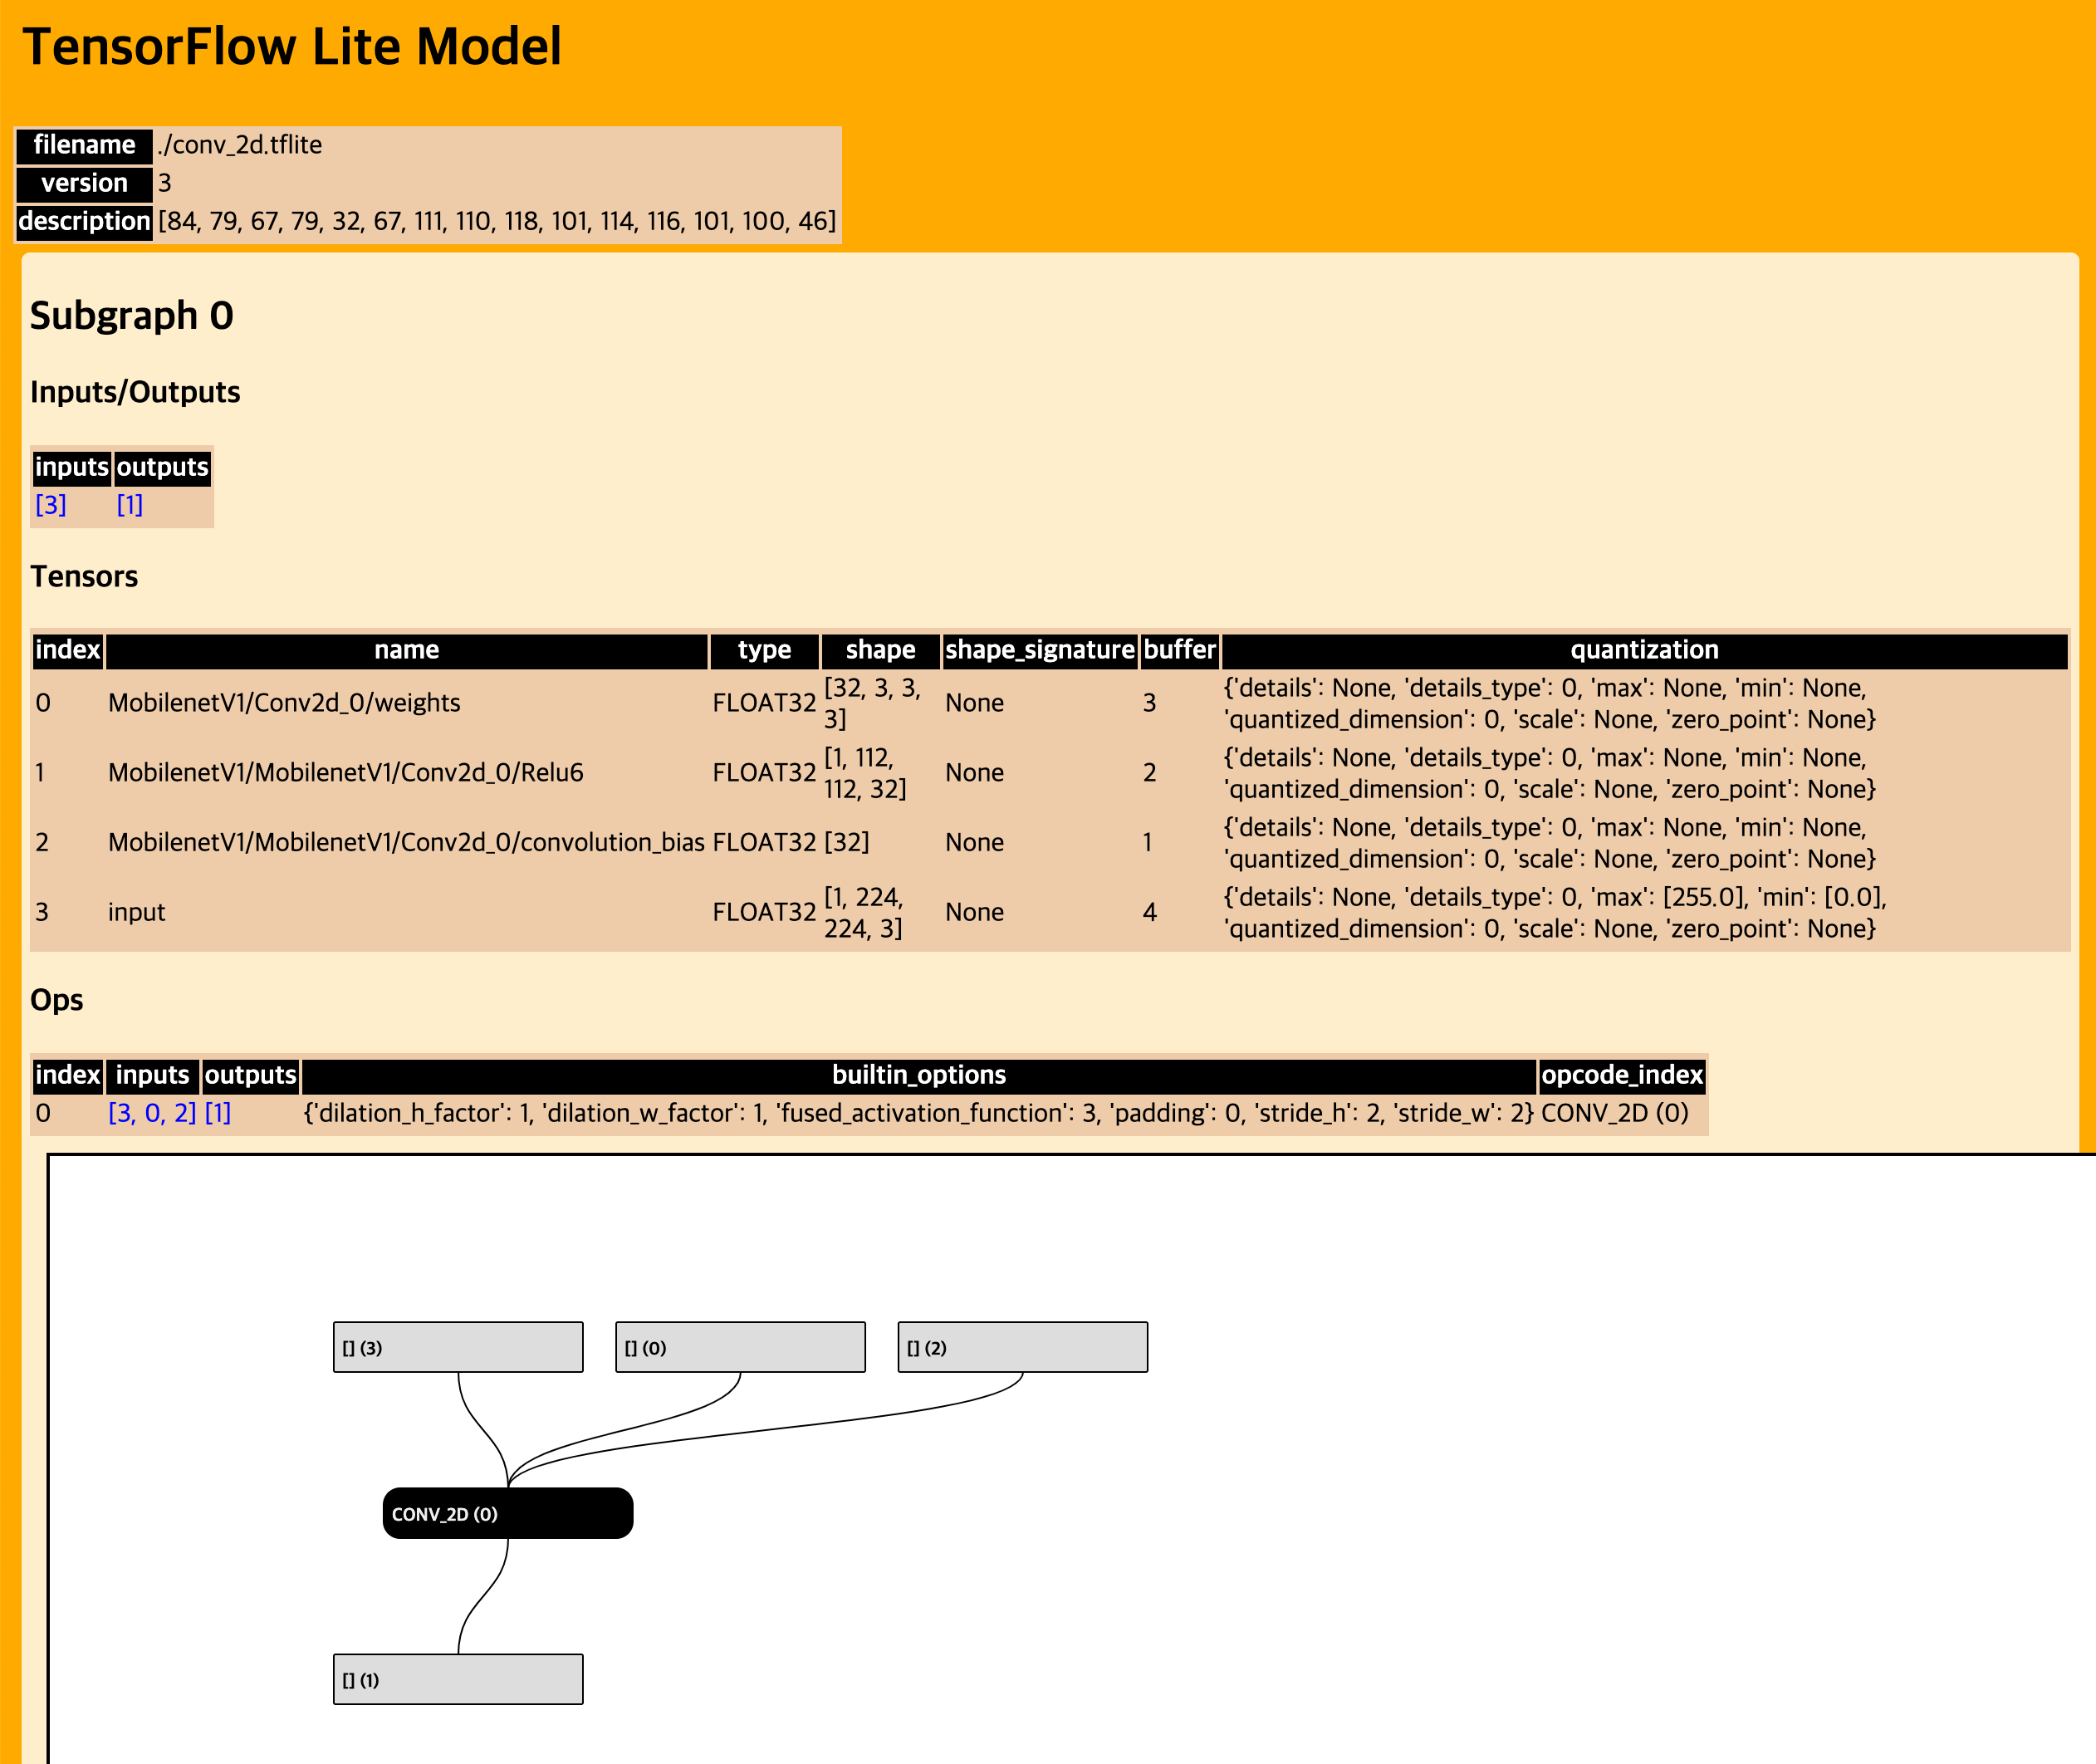 TensorFlow Lite Model
filename ./conv_2d.tflite
version 3
description [84, 79, 67, 79, 32, 67, 111, 110, 118, 101, 114, 116, 101, 100, 46]
Subgraph 0
Inputs/Outputs
inputs outputs
[3] [1]
Tensors
index name type shape shape_signature buffer quantization
0 MobilenetV1/Conv2d_0/weights FLOAT32 [32, 3, 3, 3] None 3 {'details': None, 'details_type': 0, 'max': None, 'min': None, 'quantized_dimension': 0, 'scale': None, 'zero_point': None}
1 MobilenetV1/MobilenetV1/Conv2d_0/Relu6 FLOAT32 [1, 112, 112, 32] None 2 {'details': None, 'details_type': 0, 'max': None, 'min': None, 'quantized_dimension': 0, 'scale': None, 'zero_point': None}
2 MobilenetV1/MobilenetV1/Conv2d_0/convolution_bias FLOAT32 [32] None 1 {'details': None, 'details_type': 0, 'max': None, 'min': None, 'quantized_dimension': 0, 'scale': None, 'zero_point': None}
3 input FLOAT32 [1, 224, 224, 3] None 4 {'details': None, 'details_type': 0, 'max': [255.0], 'min': [0.0], 'quantized_dimension': 0, 'scale': None, 'zero_point': None}
Ops
index inputs outputs builtin_options opcode_index
0 [3, 0, 2] [1] {'dilation_h_factor': 1, 'dilation_w_factor': 1, 'fused_activation_function': 3, 'padding': 0, 'stride_h': 2, 'stride_w': 2} CONV_2D (0)
[] (3) [] (0) [] (2)
CONV_2D (0)
[] (1)